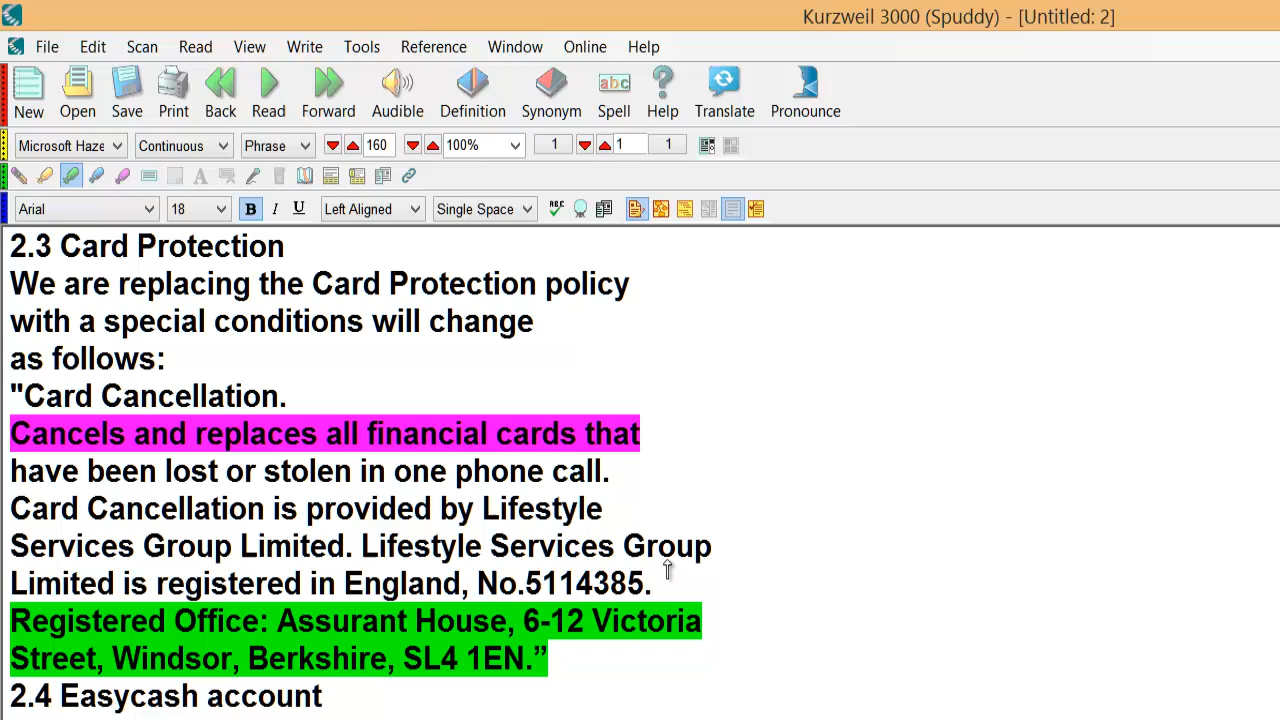 Kurzweil 3000 (Spuddy) - [Untitled: 2]
File Edit Scan Read View Write Tools Reference Window Online Help
abc
New Open Save Print Back Read Forward Audible Definition Synonym Spell Help Translate Pronounce
Microsoft Haze Continuous Phrase 160 100% 1 1 1
Arial 18 B I U Left Aligned Single Space ABC
2.3 Card Protection
We are replacing the Card Protection policy
with a special conditions will change
as follows:
"Card Cancellation.
Cancels and replaces all financial cards that
have been lost or stolen in one phone call.
Card Cancellation is provided by Lifestyle
Services Group Limited. Lifestyle Services Group
Limited is registered in England, No.5114385.
Registered Office: Assurant House, 6-12 Victoria
Street, Windsor, Berkshire, SL4 1EN.”
2.4 Easycash account